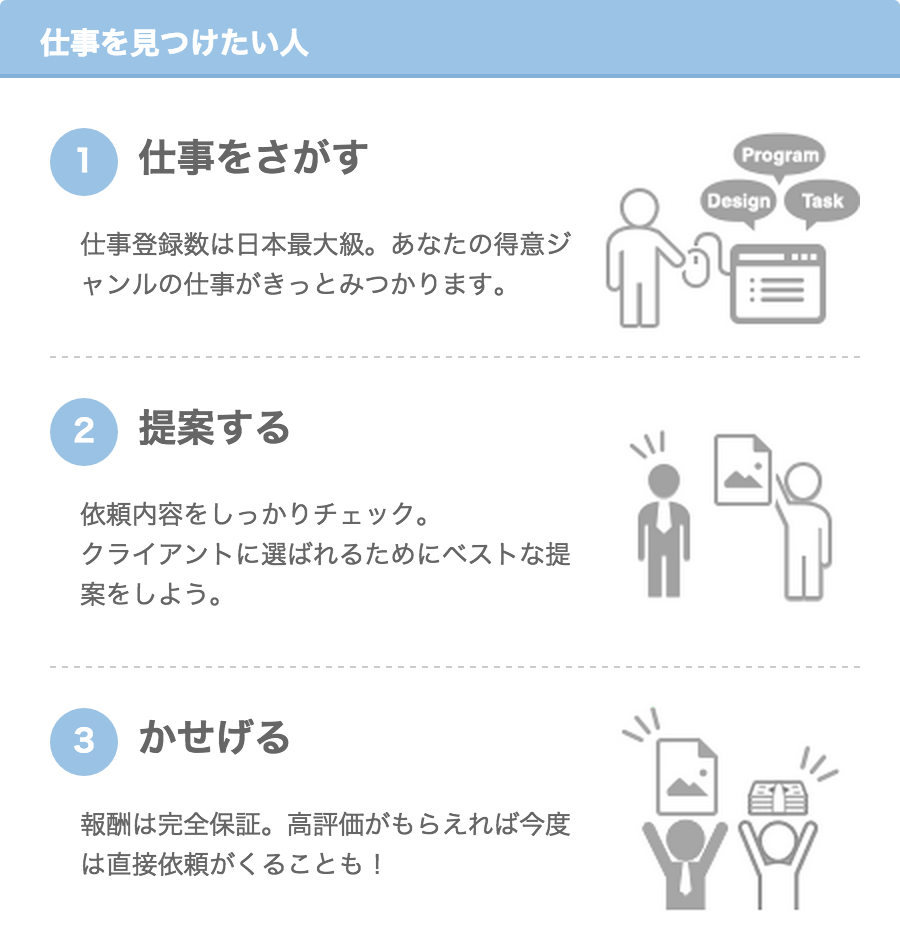 仕事を見つけたい人
1 仕事をさがす
Program
Design
Task
仕事登録数は日本最大級。あなたの得意ジ
ャンルの仕事がきっとみつかります。
2 提案する
依頼内容をしっかりチェック。
クライアントに選ばれるためにベストな提
案をしよう。
3 かせげる
報酬は完全保証。高評価がもらえれば今度
は直接依頼がくることも！